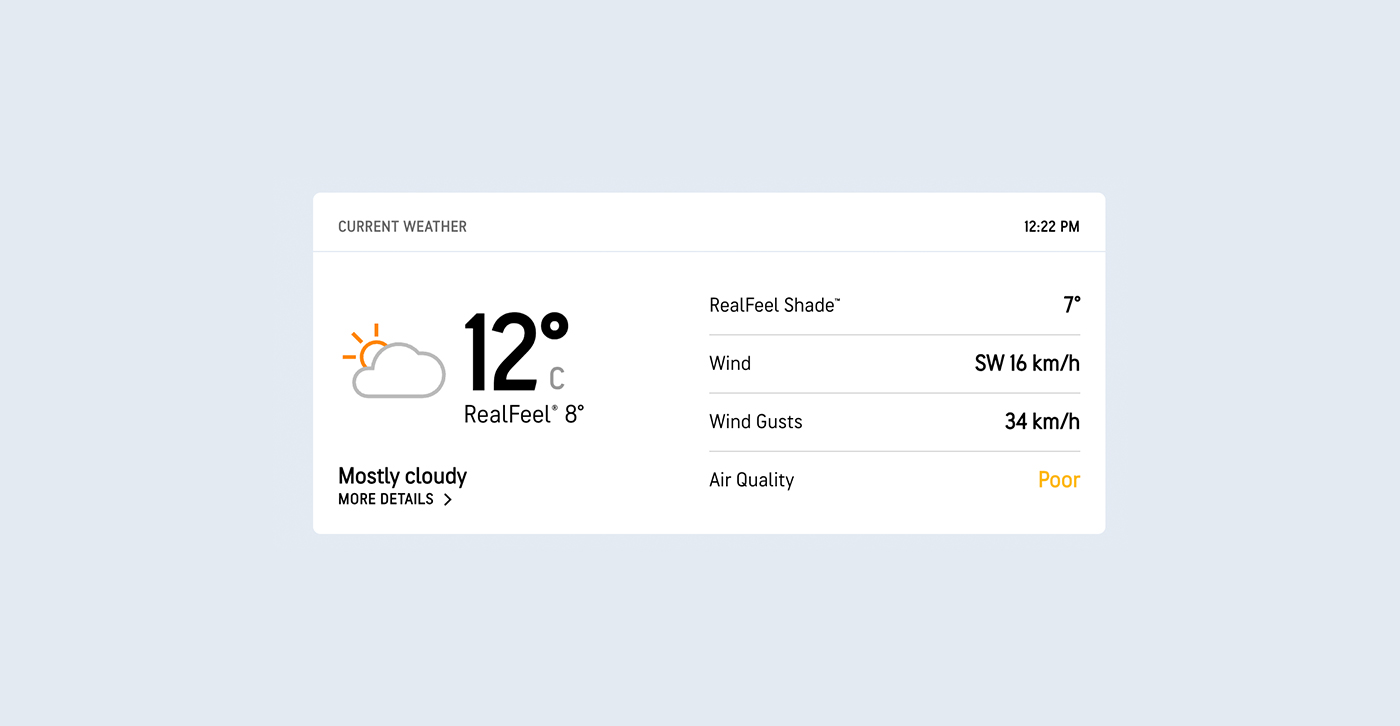 CURRENT WEATHER 12:22 PM
12° C
RealFeel® 8°
Mostly cloudy
MORE DETAILS >
RealFeel Shade™ 7°
Wind SW 16 km/h
Wind Gusts 34 km/h
Air Quality Poor